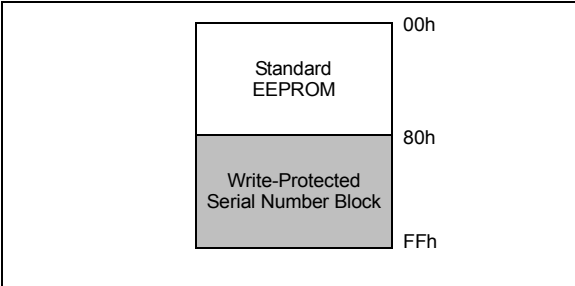 00h
Standard
EEPROM
80h
Write-Protected
Serial Number Block
FFh